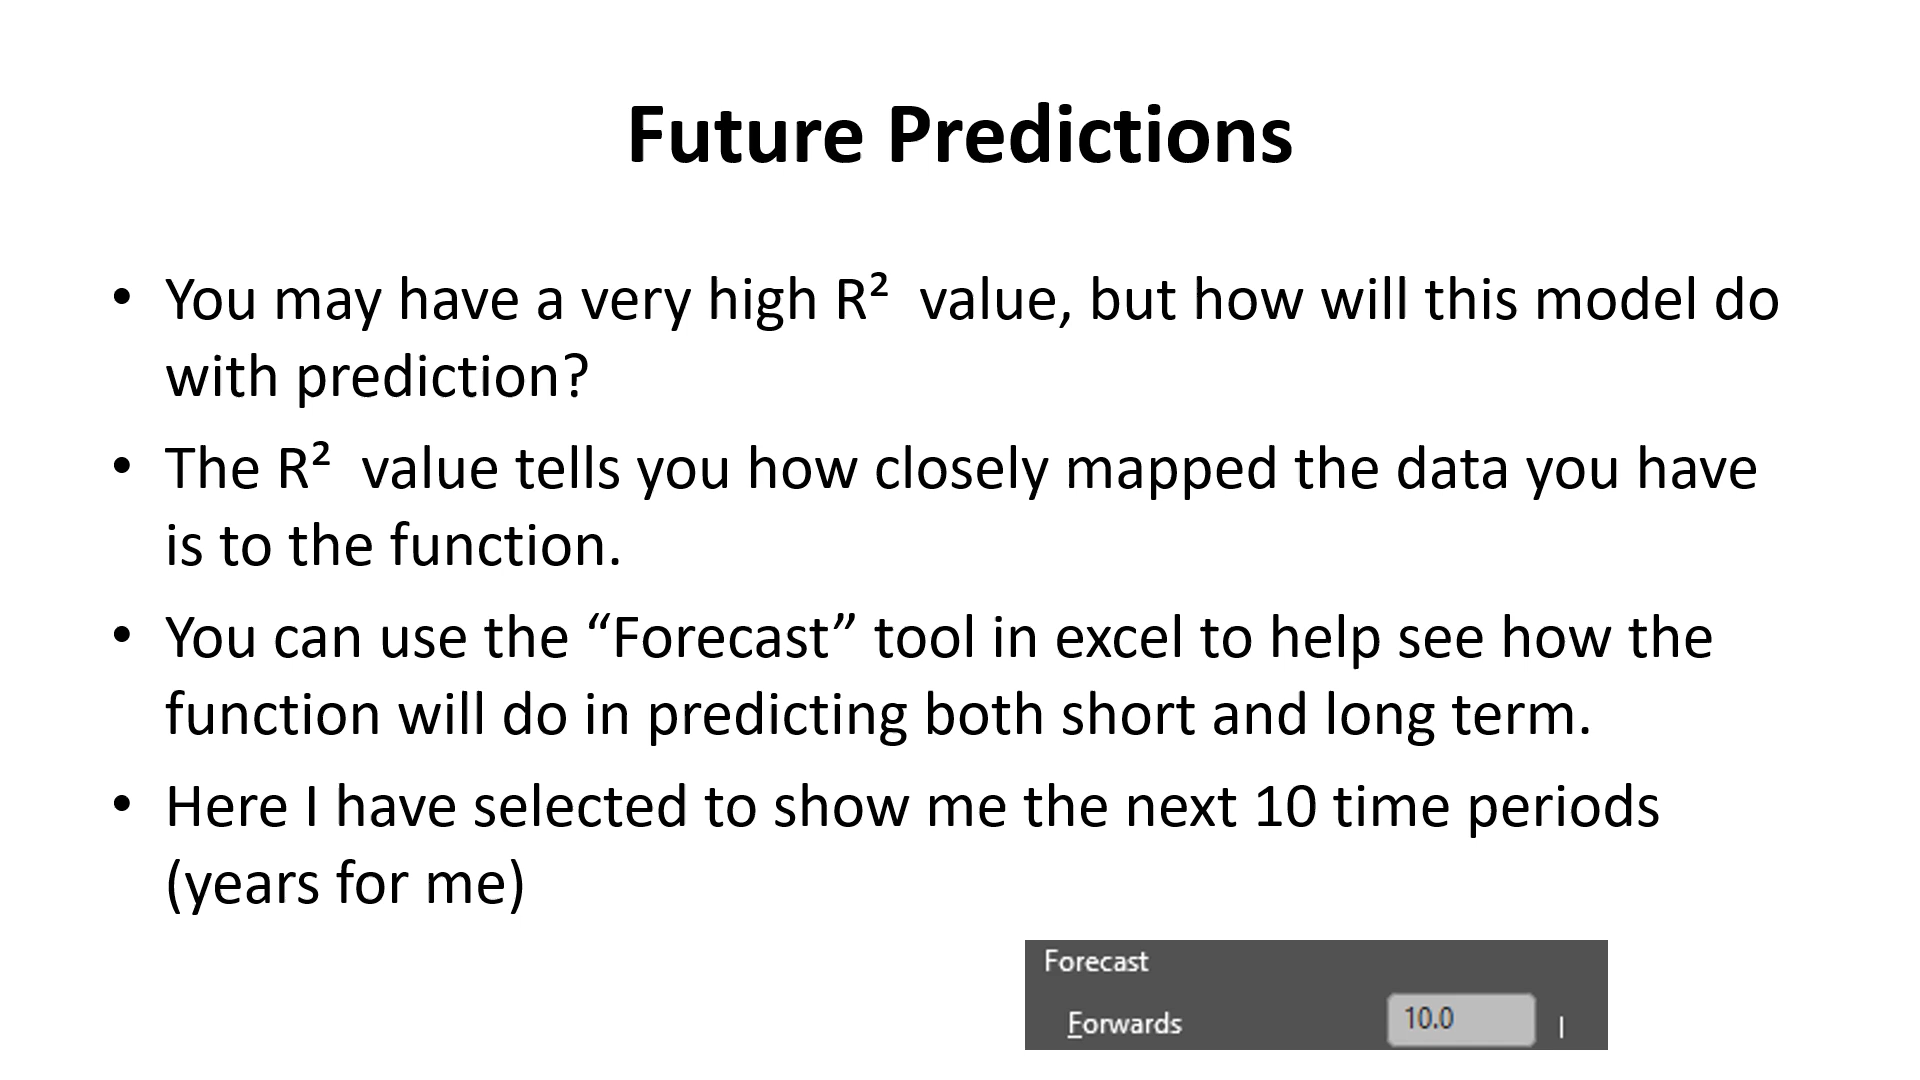 Future Predictions
• You may have a very high R² value, but how will this model do
with prediction?
• The R² value tells you how closely mapped the data you have
is to the function.
• You can use the “Forecast” tool in excel to help see how the
function will do in predicting both short and long term.
• Here I have selected to show me the next 10 time periods
(years for me)
Forecast
Forwards 10.0